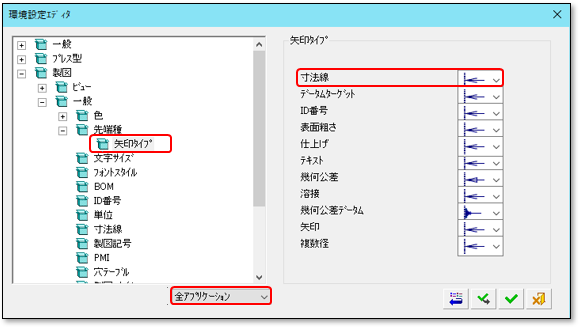 環境設定ｴﾃﾞｨﾀ
一般
ﾌﾟﾚｽ型
製図
ﾋﾞｭｰ
一般
色
先端種
矢印ﾀｲﾌﾟ
文字ｻｲｽﾞ
ﾌｫﾝﾄｽﾀｲﾙ
BOM
ID番号
単位
寸法線
製図記号
PMI
穴ﾃｰﾌﾞﾙ
全ｱﾌﾟﾘｹｰｼｮﾝ
矢印ﾀｲﾌﾟ
寸法線
ﾃﾞｰﾀﾑﾀｰｹﾞｯﾄ
ID番号
表面粗さ
仕上げ
ﾃｷｽﾄ
幾何公差
溶接
幾何公差ﾃﾞｰﾀﾑ
矢印
複数径